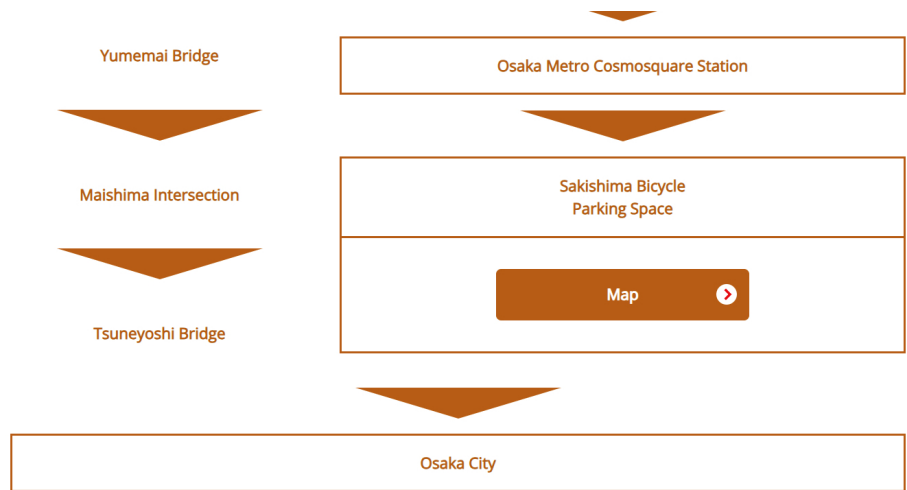 Yumemai Bridge
Maishima Intersection
Tsuneyoshi Bridge
Osaka Metro Cosmosquare Station
Sakishima Bicycle
Parking Space
Map
Osaka City